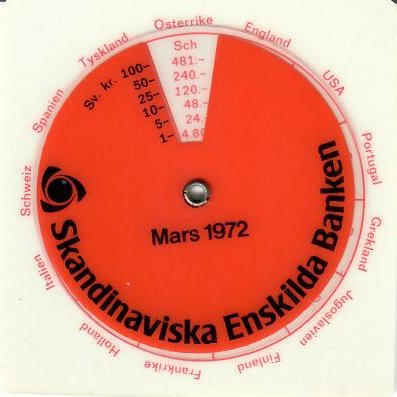 Österrike
England
USA
Portugal
Grekland
Jugoslavien
Finland
Frankrike
Holland
Italien
Schweiz
Spanien
Tyskland
Sch
Sv. kr. 100– 481.–
50– 240.–
25– 120.–
10– 48.–
5– 24.
1– 4.80
Mars 1972
Skandinaviska Enskilda Banken